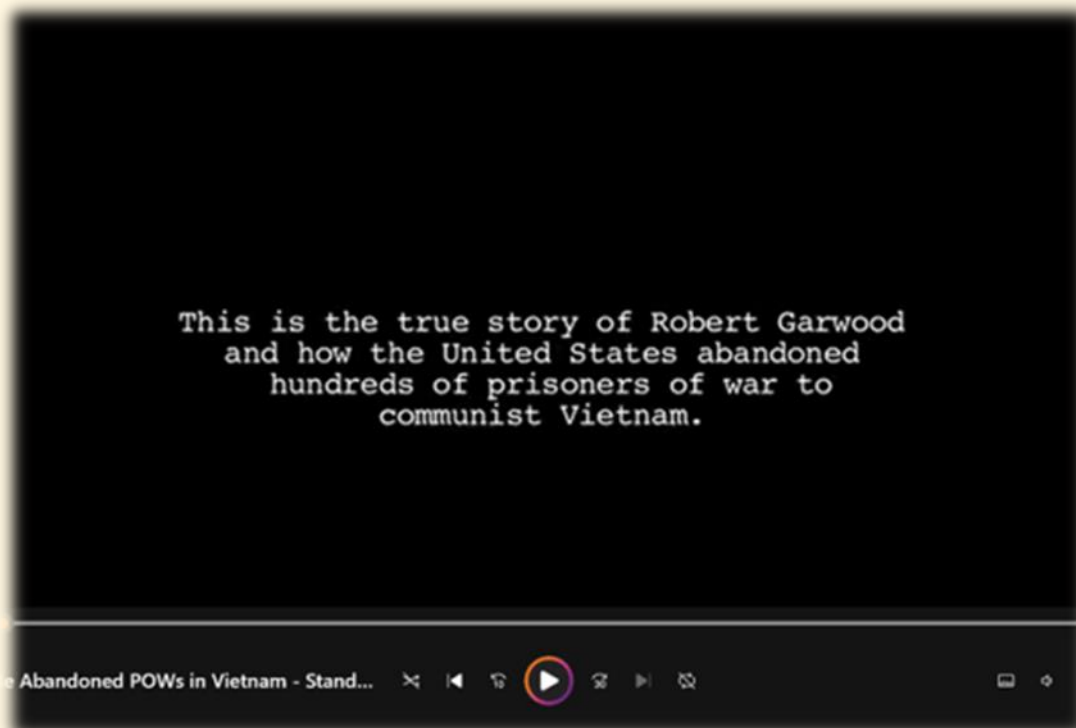 This is the true story of Robert Garwood
and how the United States abandoned
hundreds of prisoners of war to
communist Vietnam.
Abandoned POWs in Vietnam - Stand...